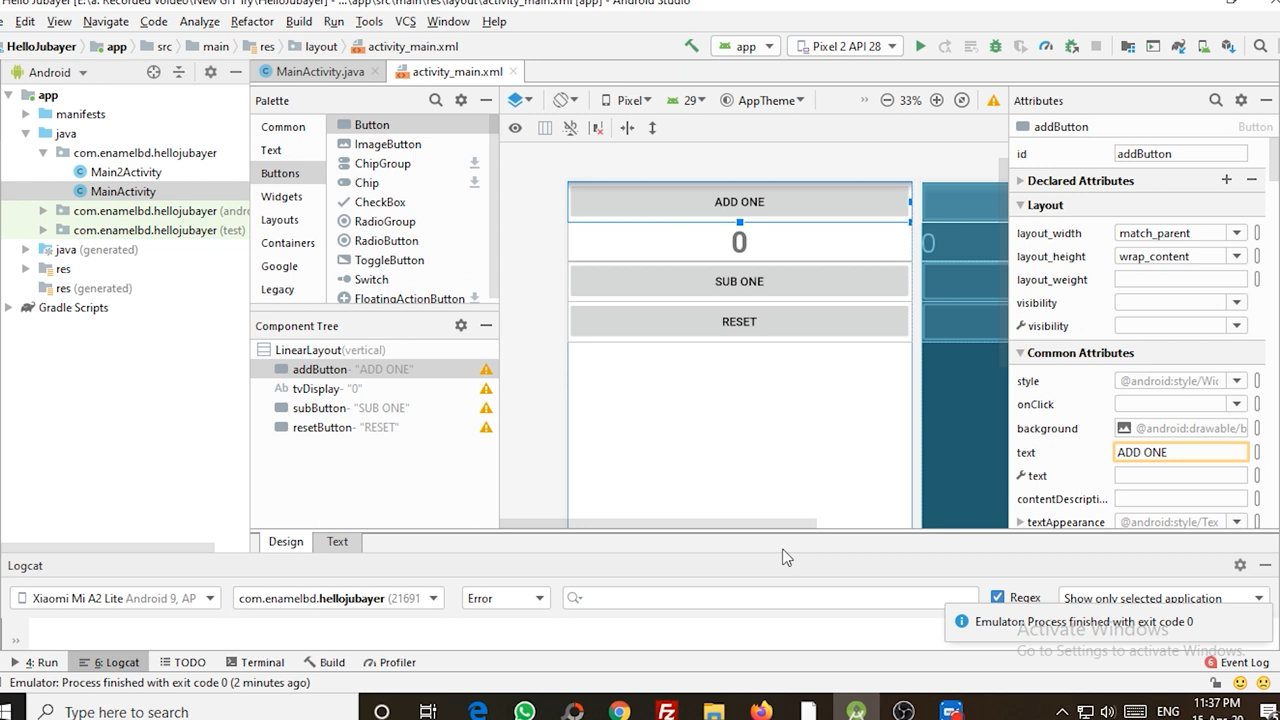 Hello Jubayer [E:\a. Recorded
...\app\src\main\res\layout\activity_main.xml [app] - Android Studio
Edit View Navigate Code Analyze Refactor Build Run Tools VCS Window Help
HelloJubayer app src main res layout activity_main.xml app Pixel 2 API 28
Android MainActivity.java activity_main.xml
app
manifests
java
com.enamelbd.hellojubayer
Main2Activity
MainActivity
com.enamelbd.hellojubayer (andro
com.enamelbd.hellojubayer (test)
java (generated)
res
res (generated)
Gradle Scripts
Palette
Common
Text
Buttons
Widgets
Layouts
Containers
Google
Legacy
Button
ImageButton
ChipGroup
Chip
CheckBox
RadioGroup
RadioButton
ToggleButton
Switch
FloatingActionButton
Component Tree
LinearLayout(vertical)
addButton- "ADD ONE"
Ab tvDisplay- "0"
subButton- "SUB ONE"
resetButton- "RESET"
Pixel 29 AppTheme » 33%
ADD ONE
0
SUB ONE
RESET
0
Attributes
addButton Button
id addButton
Declared Attributes
Layout
layout_width match_parent
layout_height wrap_content
layout_weight
visibility
visibility
Common Attributes
style @android:style/Wic
onClick
background @android:drawable/b
text ADD ONE
text
contentDescripti...
textAppearance @android:style/Tex
Design Text
Logcat
Xiaomi Mi A2 Lite Android 9, AP com.enamelbd.hellojubayer (21691 Error Regex Show only selected application
»
Emulator: Process finished with exit code 0
Activate Windows
Go to Settings to activate Windows.
4: Run 6: Logcat TODO Terminal Build Profiler 6 Event Log
Emulator: Process finished with exit code 0 (2 minutes ago)
Type here to search ENG 11:37 PM